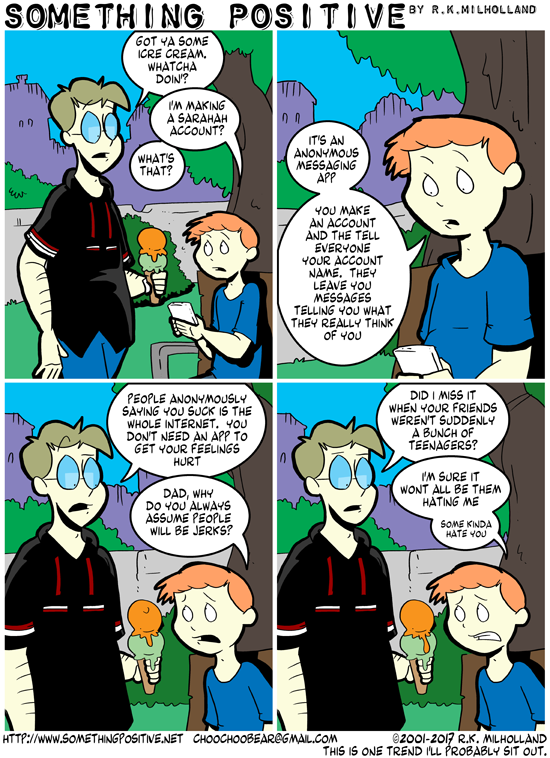 SOMETHING POSITIVE BY R.K.MILHOLLAND
GOT YA SOME
ICRE CREAM.
WHATCHA
DOIN'?
I'M MAKING
A SARAHAH
ACCOUNT?
WHAT'S
THAT?
IT'S AN
ANONYMOUS
MESSAGING
APP
YOU MAKE
AN ACCOUNT
AND THE TELL
EVERYONE
YOUR ACCOUNT
NAME. THEY
LEAVE YOU
MESSAGES
TELLING YOU WHAT
THEY REALLY THINK
OF YOU
PEOPLE ANONYMOUSLY
SAYING YOU SUCK IS THE
WHOLE INTERNET. YOU
DON'T NEED AN APP TO
GET YOUR FEELINGS
HURT
DAD, WHY
DO YOU ALWAYS
ASSUME PEOPLE
WILL BE JERKS?
DID I MISS IT
WHEN YOUR FRIENDS
WEREN'T SUDDENLY
A BUNCH OF
TEENAGERS?
I'M SURE IT
WONT ALL BE THEM
HATING ME
SOME KINDA
HATE YOU
HTTP://WWW.SOMETHINGPOSITIVE.NET CHOOCHOOBEAR@GMAIL.COM ©2001-2017 R.K. MILHOLLAND
THIS IS ONE TREND I'LL PROBABLY SIT OUT.